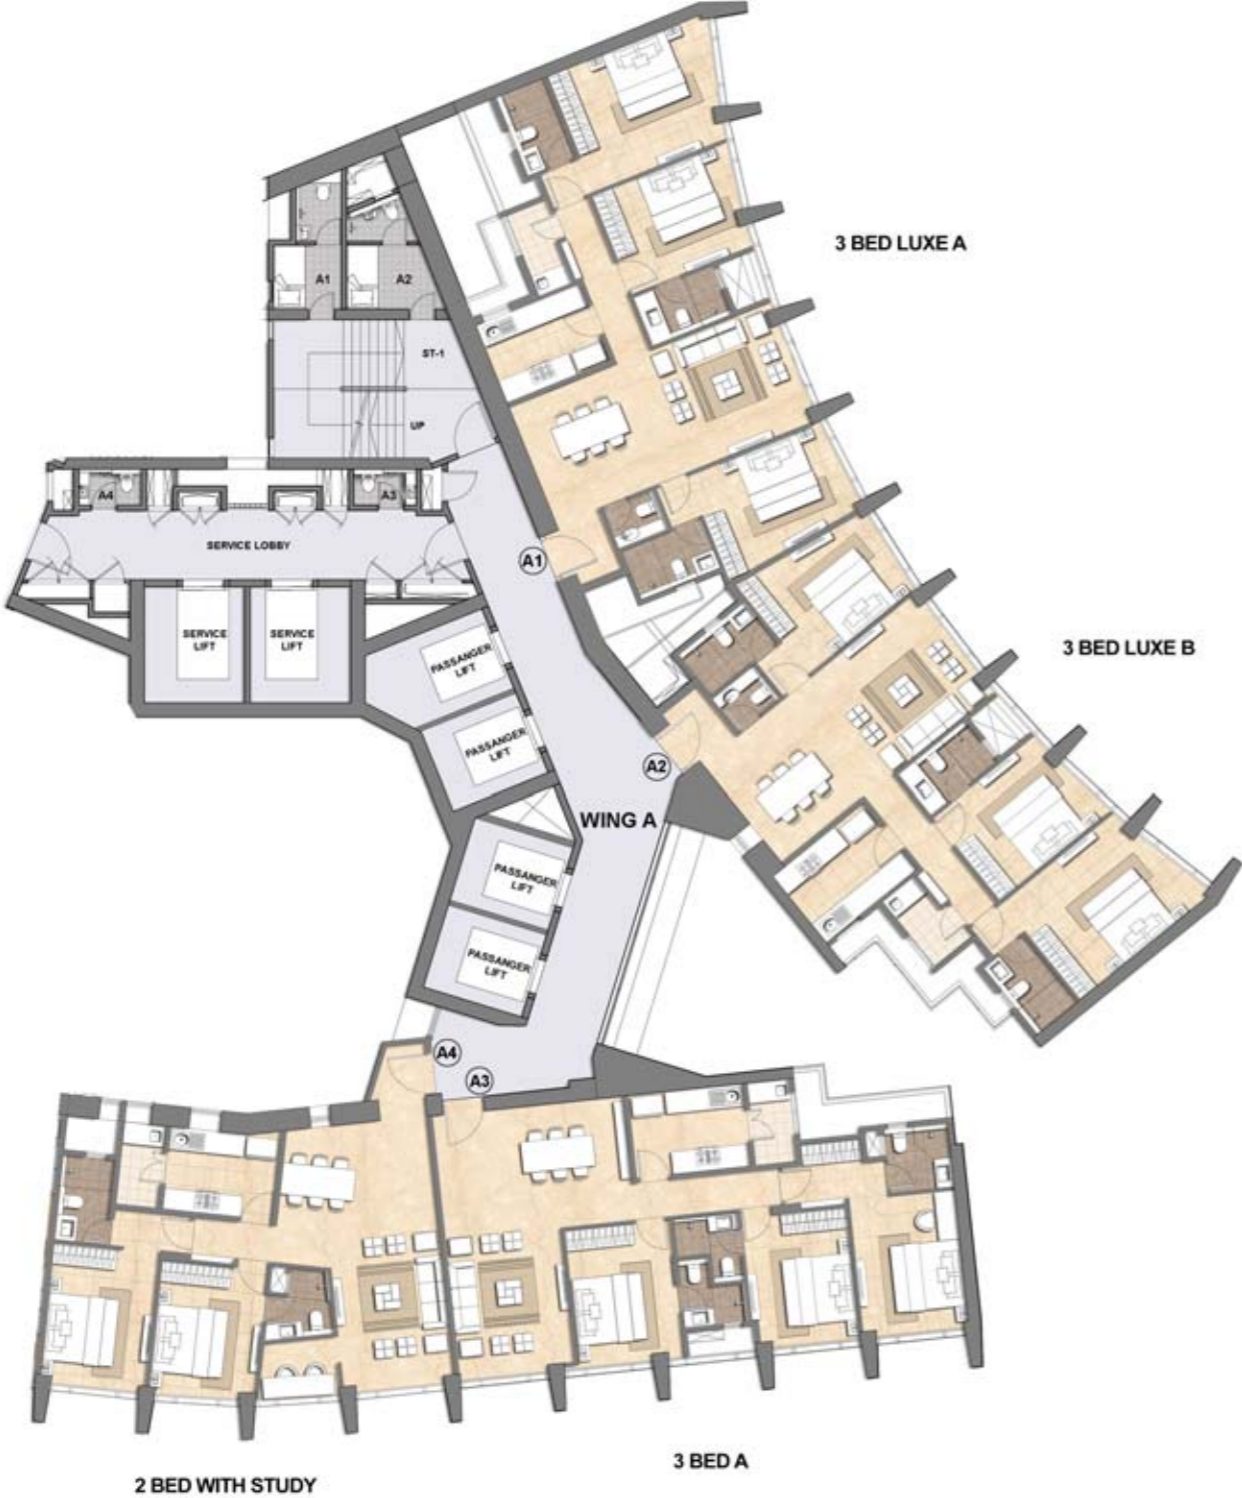 3 BED LUXE A
A1
A2
ST-1
UP
A4
A3
SERVICE LOBBY
A1
SERVICE
LIFT
SERVICE
LIFT
PASSANGER
LIFT
3 BED LUXE B
PASSANGER
LIFT
A2
WING A
PASSANGER
LIFT
PASSANGER
LIFT
A4
A3
3 BED A
2 BED WITH STUDY